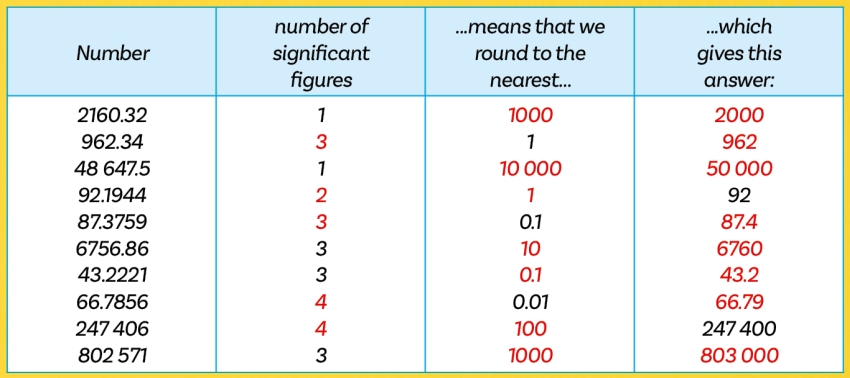 Number number of significant figures ...means that we round to the nearest... ...which gives this answer:
2160.32 1 1000 2000
962.34 3 1 962
48 647.5 1 10 000 50 000
92.1944 2 1 92
87.3759 3 0.1 87.4
6756.86 3 10 6760
43.2221 3 0.1 43.2
66.7856 4 0.01 66.79
247 406 4 100 247 400
802 571 3 1000 803 000